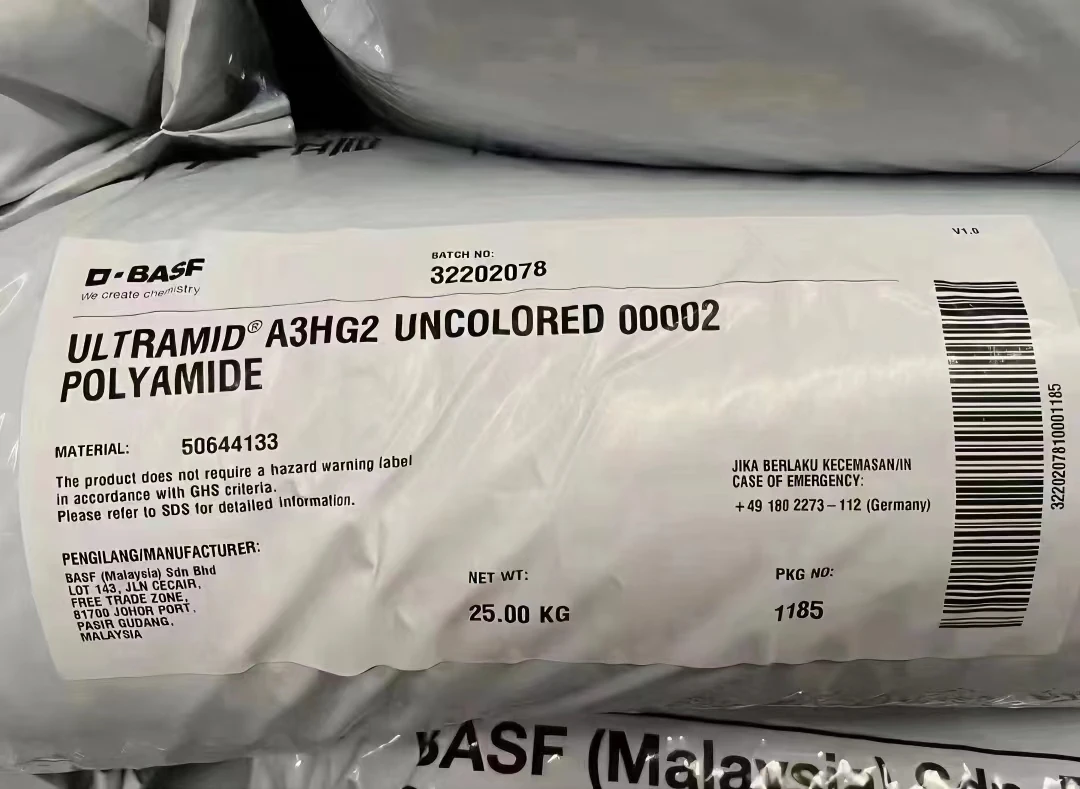 BASF
We create chemistry
BATCH NO:
32202078
V1.0
ULTRAMID® A3HG2 UNCOLORED 00002
POLYAMIDE
MATERIAL: 50644133
The product does not require a hazard warning label
in accordance with GHS criteria.
Please refer to SDS for detailed information.
JIKA BERLAKU KECEMASAN/IN
CASE OF EMERGENCY:
+49 180 2273-112 (Germany)
PENGILANG/MANUFACTURER:
BASF (Malaysia) Sdn Bhd
LOT 143, JLN CECAIR,
FREE TRADE ZONE,
81700 JOHOR PORT,
PASIR GUDANG,
MALAYSIA
NET WT:
25.00 KG
PKG NO:
1185
3220207810001185
BASF (Malaysia) Sdn